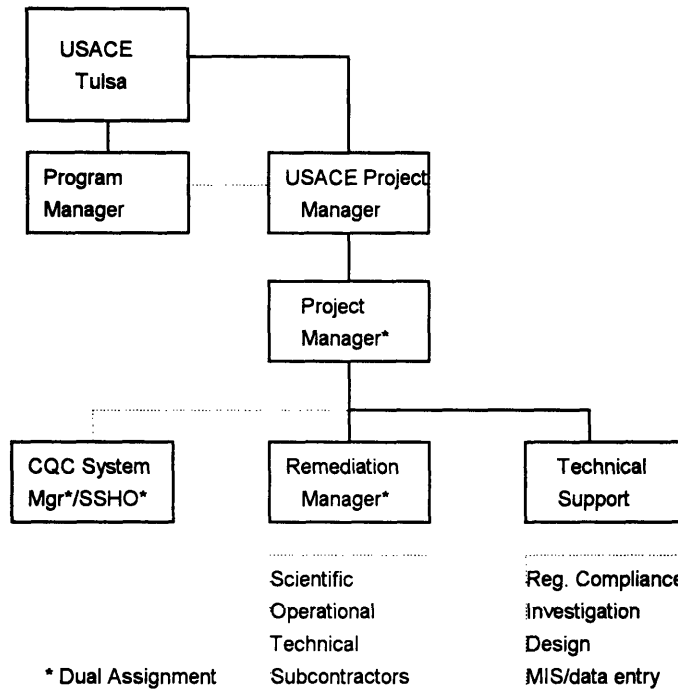 USACE
Tulsa
Program
Manager
USACE Project
Manager
Project
Manager*
CQC System
Mgr*/SSHO*
Remediation
Manager*
Technical
Support
Scientific
Operational
Technical
Subcontractors
Reg. Compliance
Investigation
Design
MIS/data entry
* Dual Assignment